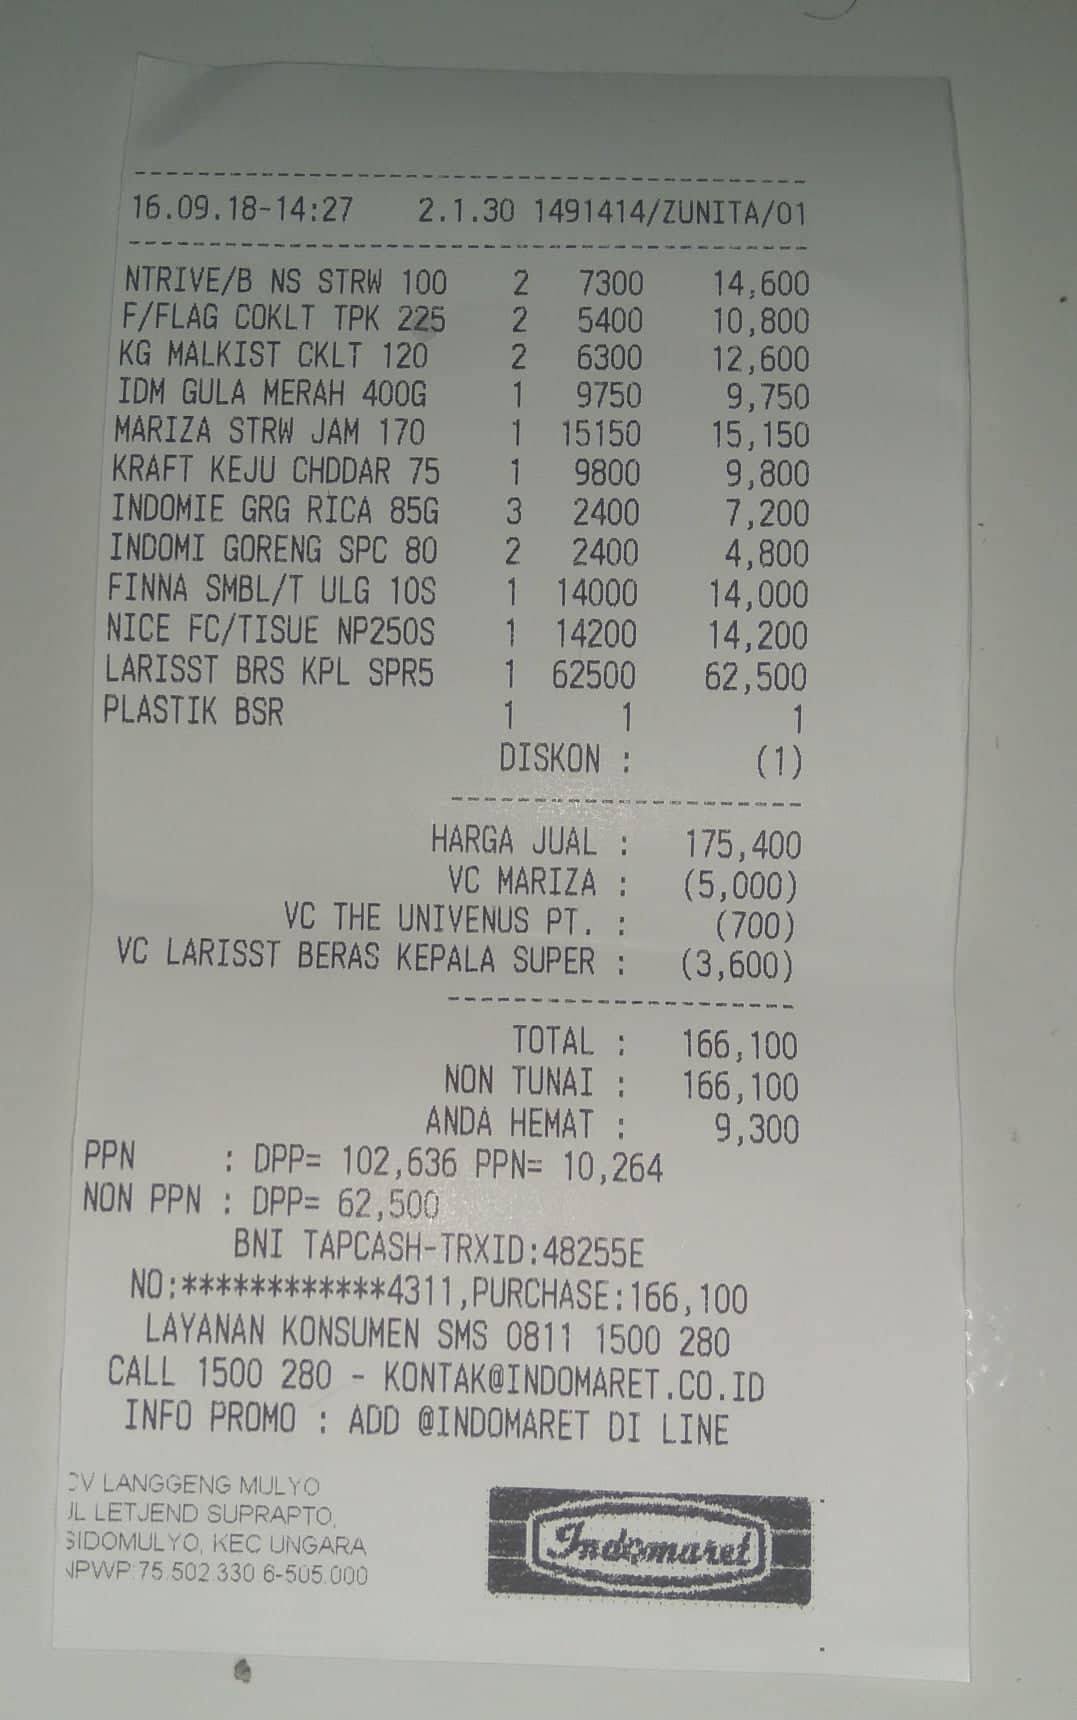 16.09.18-14:27 2.1.30 1491414/ZUNITA/01
NTRIVE/B NS STRW 100 2 7300 14,600
F/FLAG COKLT TPK 225 2 5400 10,800
KG MALKIST CKLT 120 2 6300 12,600
IDM GULA MERAH 400G 1 9750 9,750
MARIZA STRW JAM 170 1 15150 15,150
KRAFT KEJU CHDDAR 75 1 9800 9,800
INDOMIE GRG RICA 85G 3 2400 7,200
INDOMI GORENG SPC 80 2 2400 4,800
FINNA SMBL/T ULG 10S 1 14000 14,000
NICE FC/TISUE NP250S 1 14200 14,200
LARISST BRS KPL SPR5 1 62500 62,500
PLASTIK BSR 1 1 1
DISKON : (1)
HARGA JUAL : 175,400
VC MARIZA : (5,000)
VC THE UNIVENUS PT. : (700)
VC LARISST BERAS KEPALA SUPER : (3,600)
TOTAL : 166,100
NON TUNAI : 166,100
ANDA HEMAT : 9,300
PPN : DPP= 102,636 PPN= 10,264
NON PPN : DPP= 62,500
BNI TAPCASH-TRXID:48255E
NO:************4311,PURCHASE:166,100
LAYANAN KONSUMEN SMS 0811 1500 280
CALL 1500 280 - KONTAK@INDOMARET.CO.ID
INFO PROMO : ADD @INDOMARET DI LINE
CV LANGGENG MULYO
JL LETJEND SUPRAPTO,
SIDOMULYO, KEC UNGARA
NPWP:75.502.330.6-505.000
Indomaret